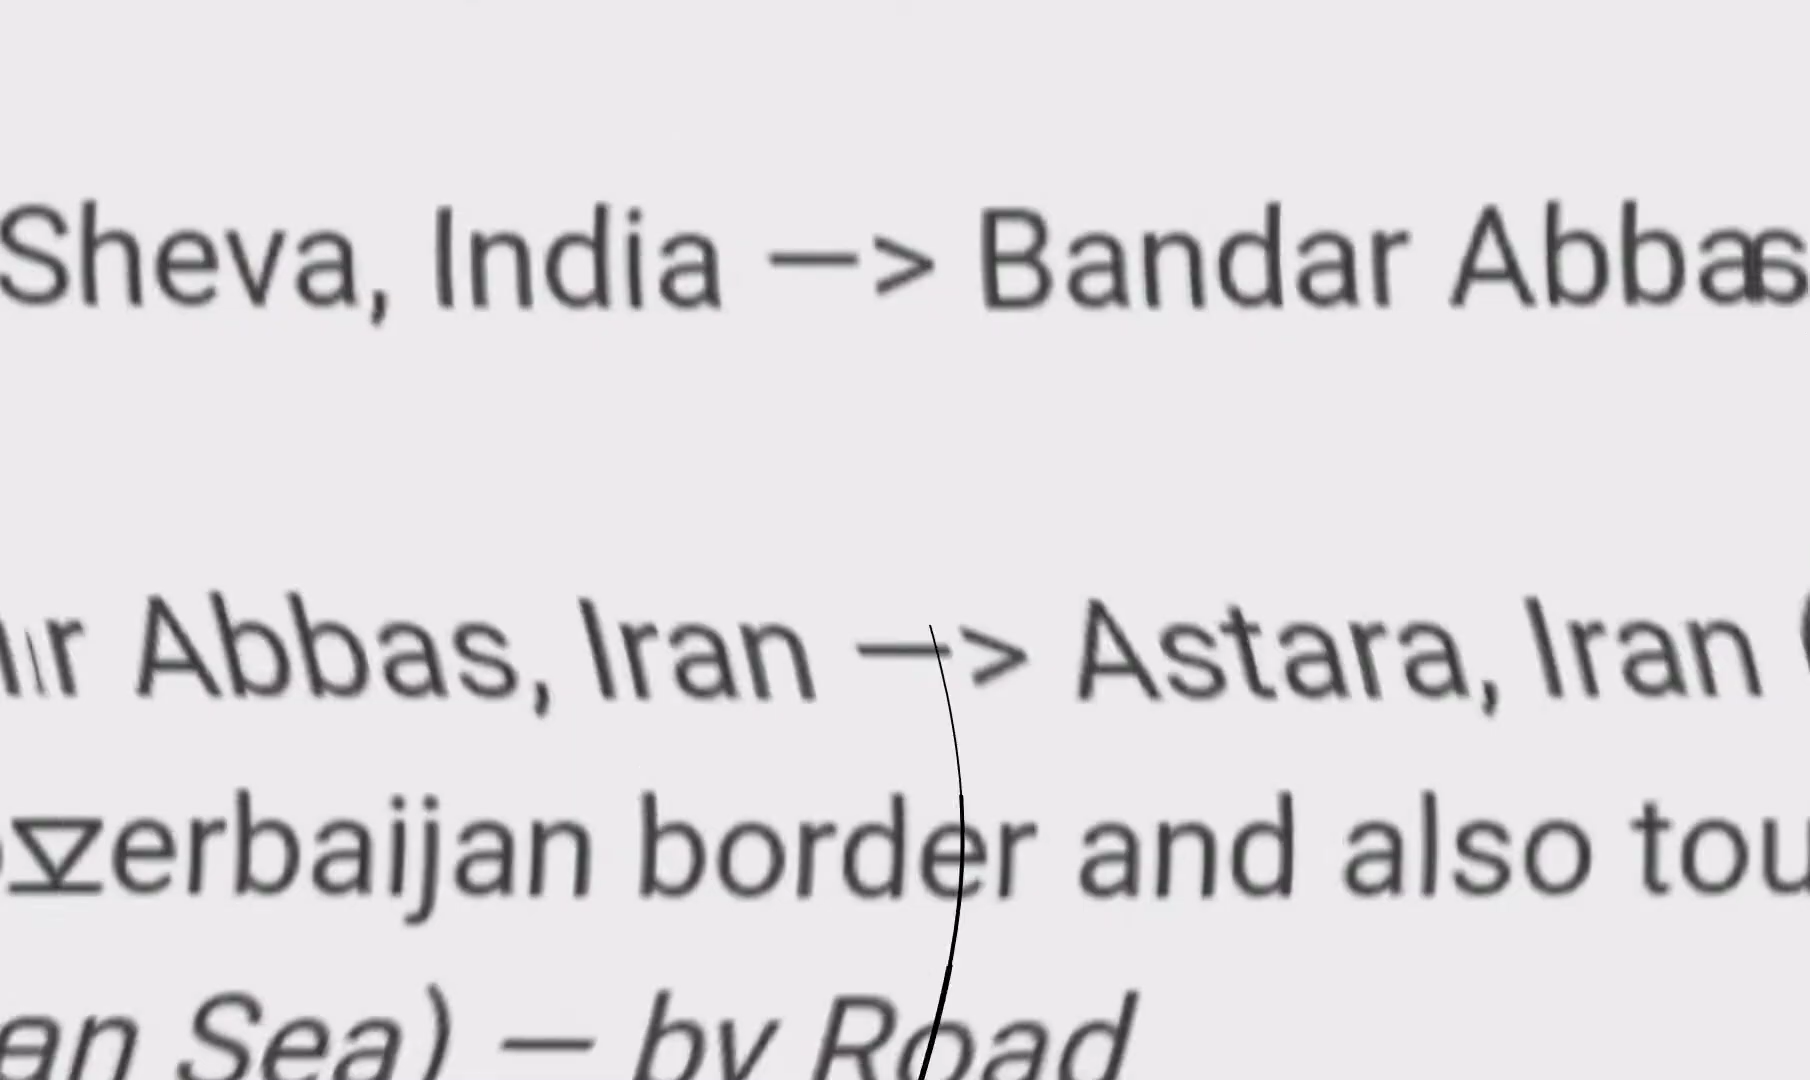 Sheva, India —> Bandar Abbas
Abbas, Iran —> Astara, Iran
erbaijan border and also tou
an Sea) — by Road